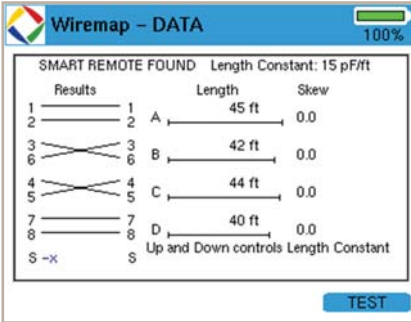 Wiremap - DATA
100%
SMART REMOTE FOUND Length Constant: 15 pF/ft
Results Length Skew
1 1 A 45 ft 0.0
2 2
3 3 B 42 ft 0.0
6 6
4 4 C 44 ft 0.0
5 5
7 7 D 40 ft 0.0
8 8
Up and Down controls Length Constant
S -x S
TEST